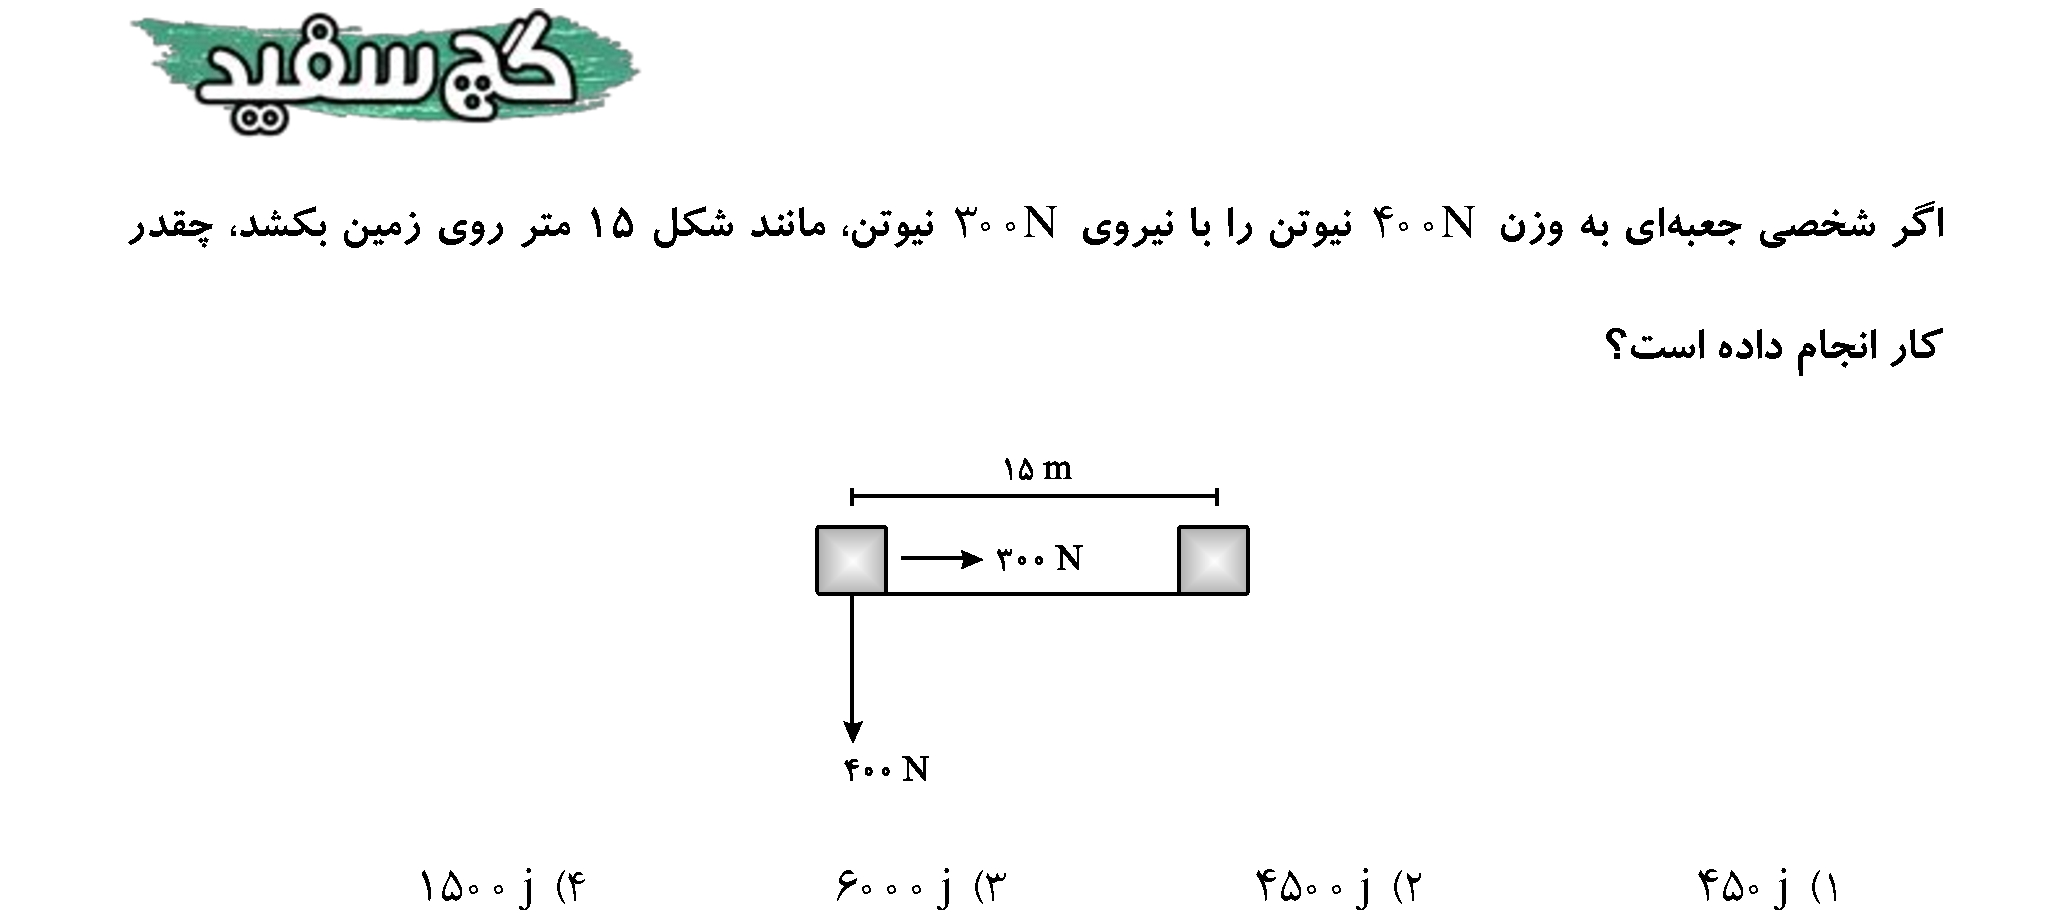 گچ سفید
اگر شخصی جعبه‌ای به وزن ۴۰۰N نیوتن را با نیروی ۳۰۰N نیوتن، مانند شکل ۱۵ متر روی زمین بکشد، چقدر
کار انجام داده است؟
۱۵ m
۳۰۰ N
۴۰۰ N
۱) ۴۵۰ j ۲) ۴۵۰۰ j ۳) ۶۰۰۰ j ۴) ۱۵۰۰ j